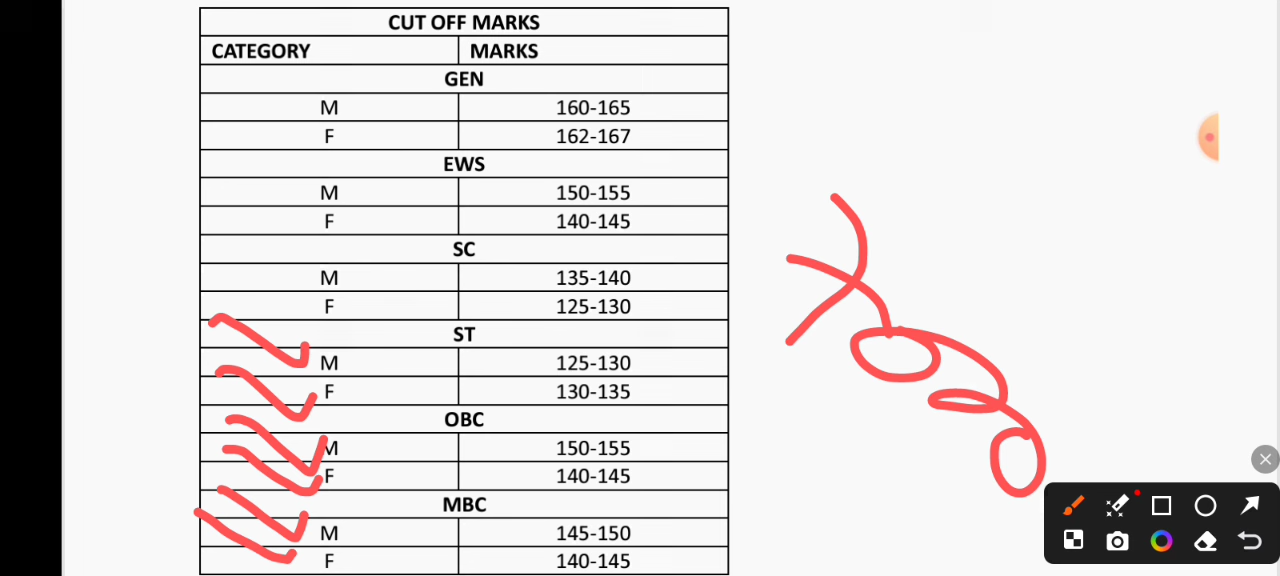 CUT OFF MARKS
CATEGORY MARKS
GEN
M 160-165
F 162-167
EWS
M 150-155
F 140-145
SC
M 135-140
F 125-130
ST
M 125-130
F 130-135
OBC
M 150-155
F 140-145
MBC
M 145-150
F 140-145